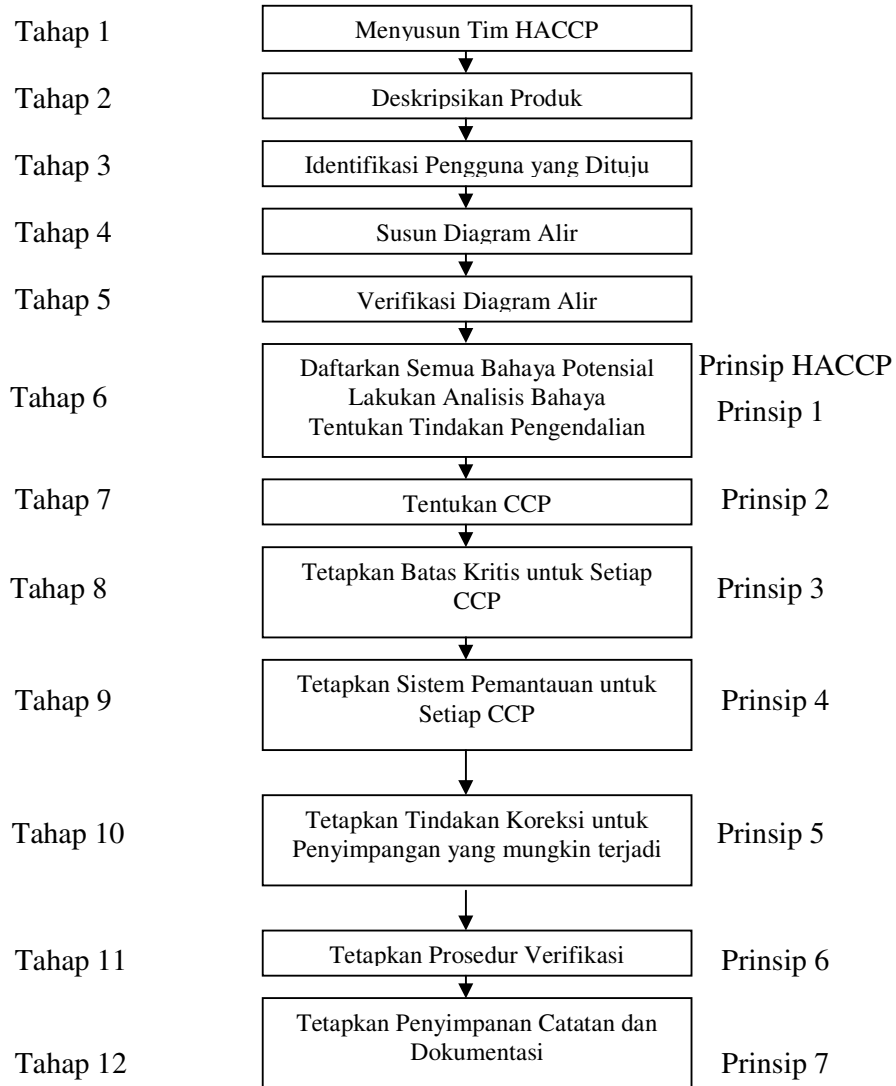 Tahap 1
Menyusun Tim HACCP
Tahap 2
Deskripsikan Produk
Tahap 3
Identifikasi Pengguna yang Dituju
Tahap 4
Susun Diagram Alir
Tahap 5
Verifikasi Diagram Alir
Tahap 6
Daftarkan Semua Bahaya Potensial
Lakukan Analisis Bahaya
Tentukan Tindakan Pengendalian
Prinsip HACCP
Prinsip 1
Tahap 7
Tentukan CCP
Prinsip 2
Tahap 8
Tetapkan Batas Kritis untuk Setiap
CCP
Prinsip 3
Tahap 9
Tetapkan Sistem Pemantauan untuk
Setiap CCP
Prinsip 4
Tahap 10
Tetapkan Tindakan Koreksi untuk
Penyimpangan yang mungkin terjadi
Prinsip 5
Tahap 11
Tetapkan Prosedur Verifikasi
Prinsip 6
Tahap 12
Tetapkan Penyimpanan Catatan dan
Dokumentasi
Prinsip 7